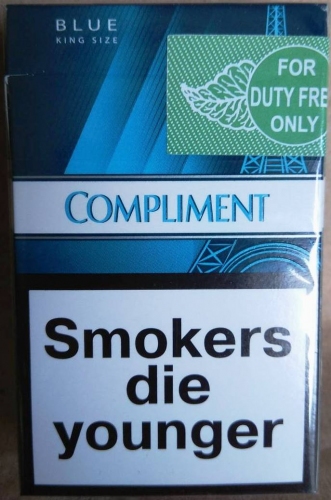 BLUE
KING SIZE
FOR
DUTY FRE
ONLY
COMPLIMENT
Smokers
die
younger